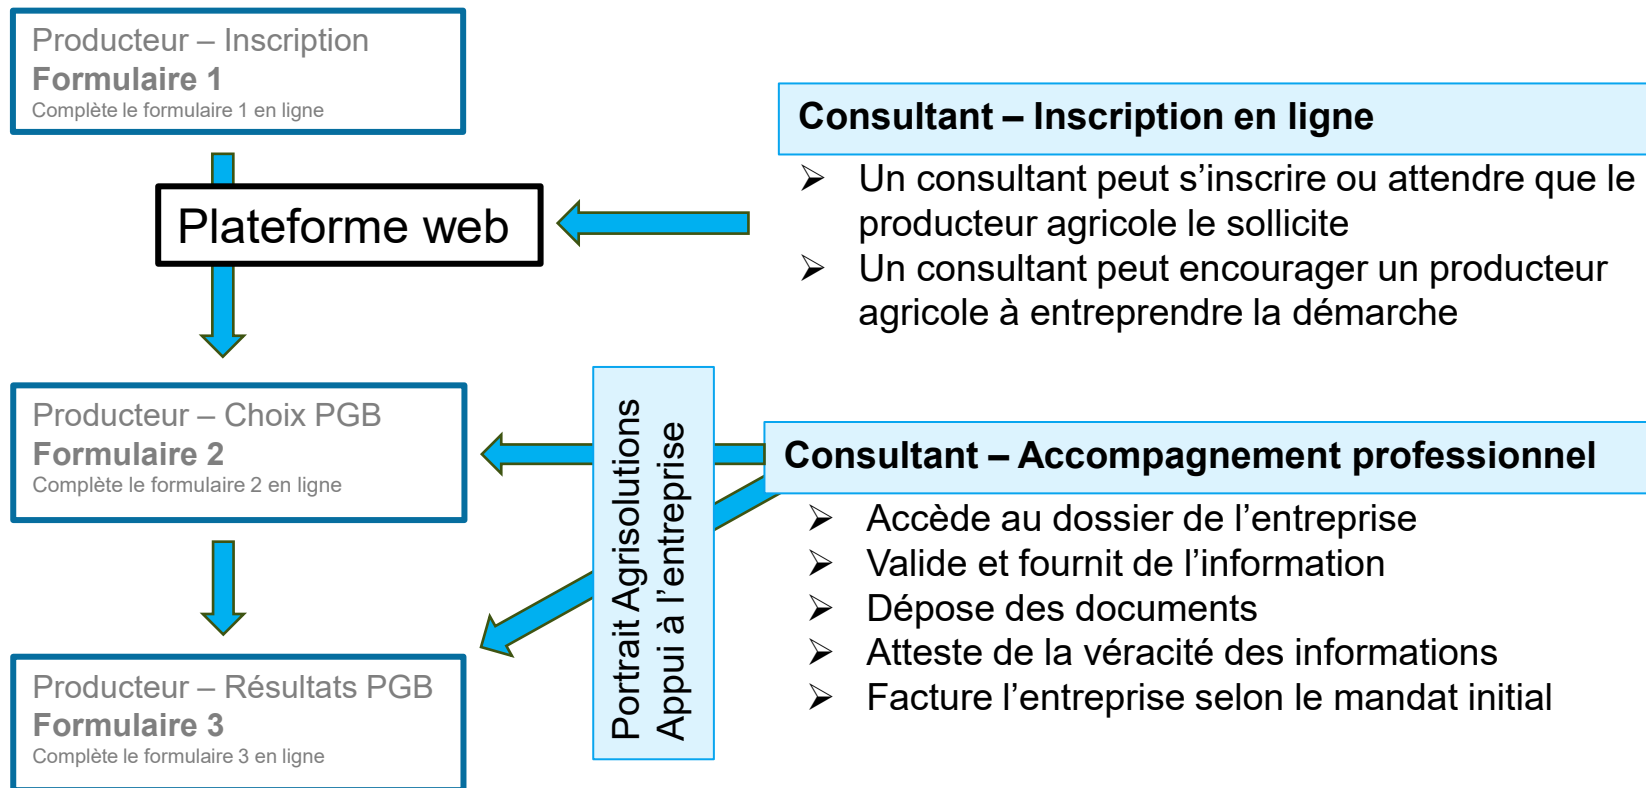 Producteur – Inscription
Formulaire 1
Complète le formulaire 1 en ligne
Plateforme web
Consultant – Inscription en ligne
➢ Un consultant peut s’inscrire ou attendre que le
producteur agricole le sollicite
➢ Un consultant peut encourager un producteur
agricole à entreprendre la démarche
Producteur – Choix PGB
Formulaire 2
Complète le formulaire 2 en ligne
Portrait Agrisolutions
Appui à l’entreprise
Consultant – Accompagnement professionnel
➢ Accède au dossier de l’entreprise
➢ Valide et fournit de l’information
➢ Dépose des documents
➢ Atteste de la véracité des informations
➢ Facture l’entreprise selon le mandat initial
Producteur – Résultats PGB
Formulaire 3
Complète le formulaire 3 en ligne